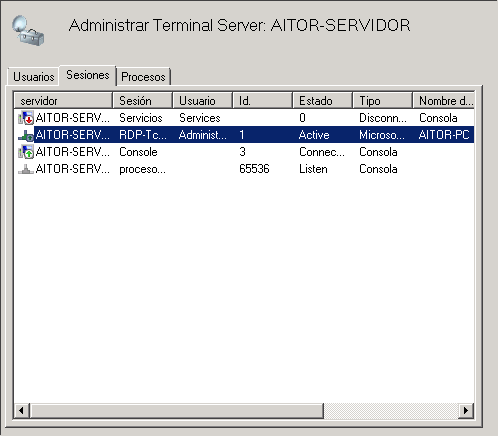 Administrar Terminal Server: AITOR-SERVIDOR
Usuarios Sesiones Procesos
servidor Sesión Usuario Id. Estado Tipo Nombre d...
AITOR-SERV... Servicios Services 0 Disconn... Consola
AITOR-SERV... RDP-Tc... Administ... 1 Active Microso... AITOR-PC
AITOR-SERV... Console 3 Connec... Consola
AITOR-SERV... proceso... 65536 Listen Consola